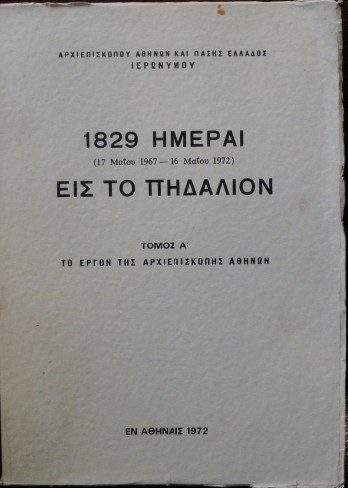 ΑΡΧΙΕΠΙΣΚΟΠΟΥ ΑΘΗΝΩΝ ΚΑΙ ΠΑΣΗΣ ΕΛΛΑΔΟΣ
ΙΕΡΩΝΥΜΟΥ
1829 ΗΜΕΡΑΙ
(17 Μαΐου 1967 — 16 Μαΐου 1972)
ΕΙΣ ΤΟ ΠΗΔΑΛΙΟΝ
ΤΟΜΟΣ Α'
ΤΟ ΕΡΓΟΝ ΤΗΣ ΑΡΧΙΕΠΙΣΚΟΠΗΣ ΑΘΗΝΩΝ
ΕΝ ΑΘΗΝΑΙΣ 1972